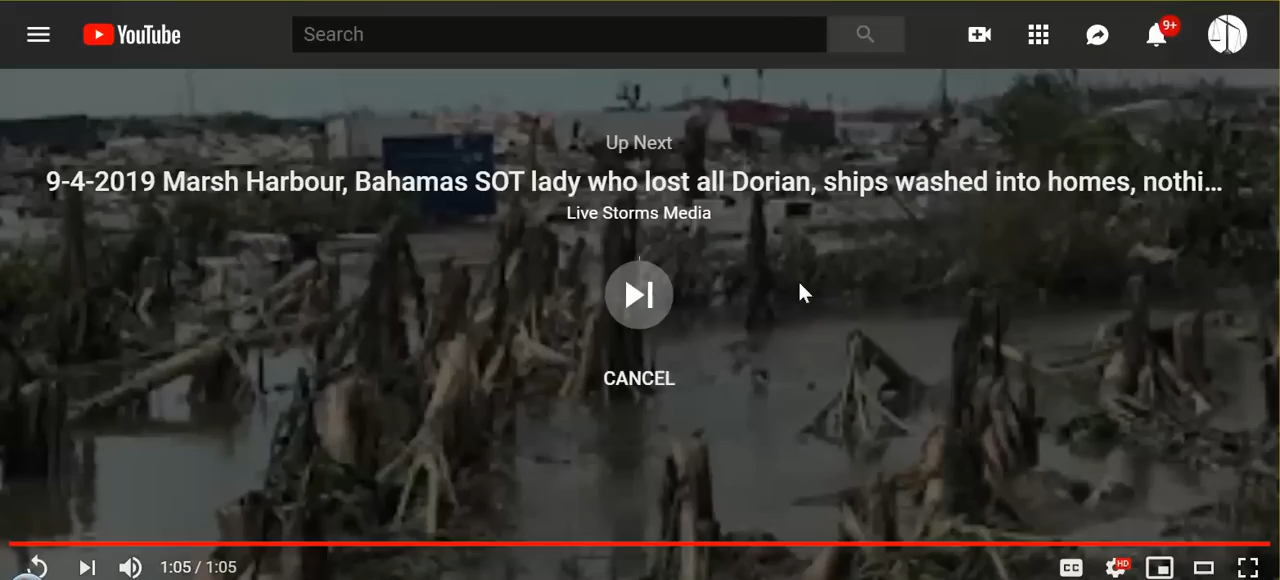 YouTube
Search
9+
Up Next
9-4-2019 Marsh Harbour, Bahamas SOT lady who lost all Dorian, ships washed into homes, nothi...
Live Storms Media
CANCEL
1:05 / 1:05
CC
HD